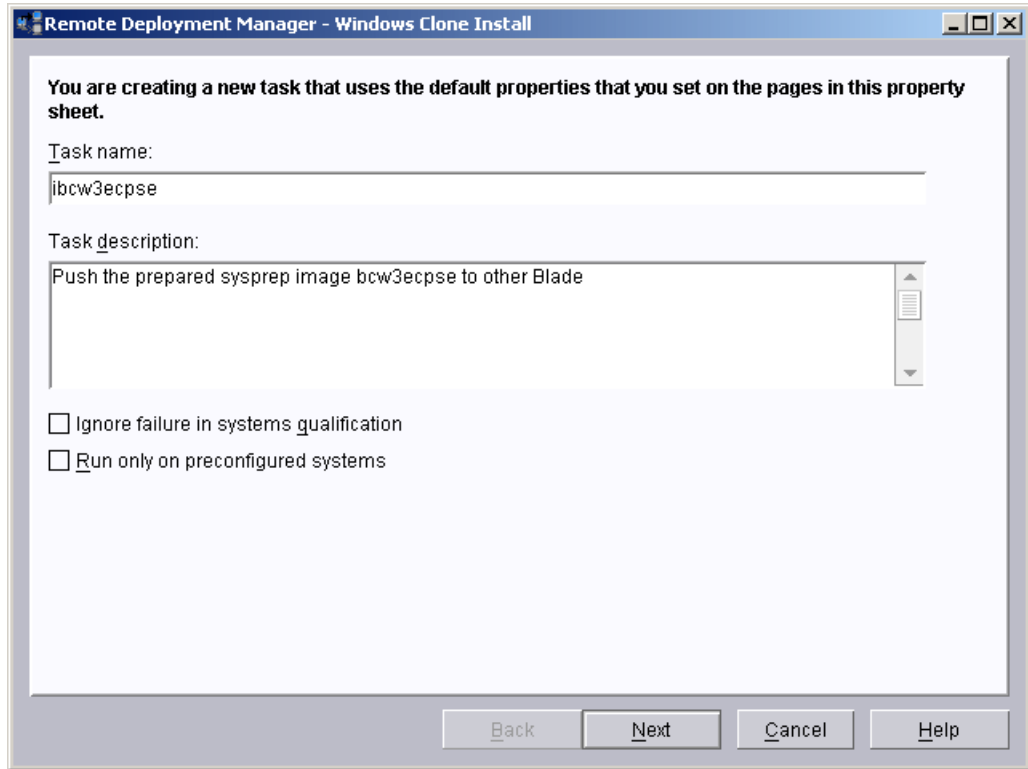 Remote Deployment Manager - Windows Clone Install
You are creating a new task that uses the default properties that you set on the pages in this property
sheet.
Task name:
ibcw3ecpse
Task description:
Push the prepared sysprep image bcw3ecpse to other Blade
Ignore failure in systems qualification
Run only on preconfigured systems
Back Next Cancel Help